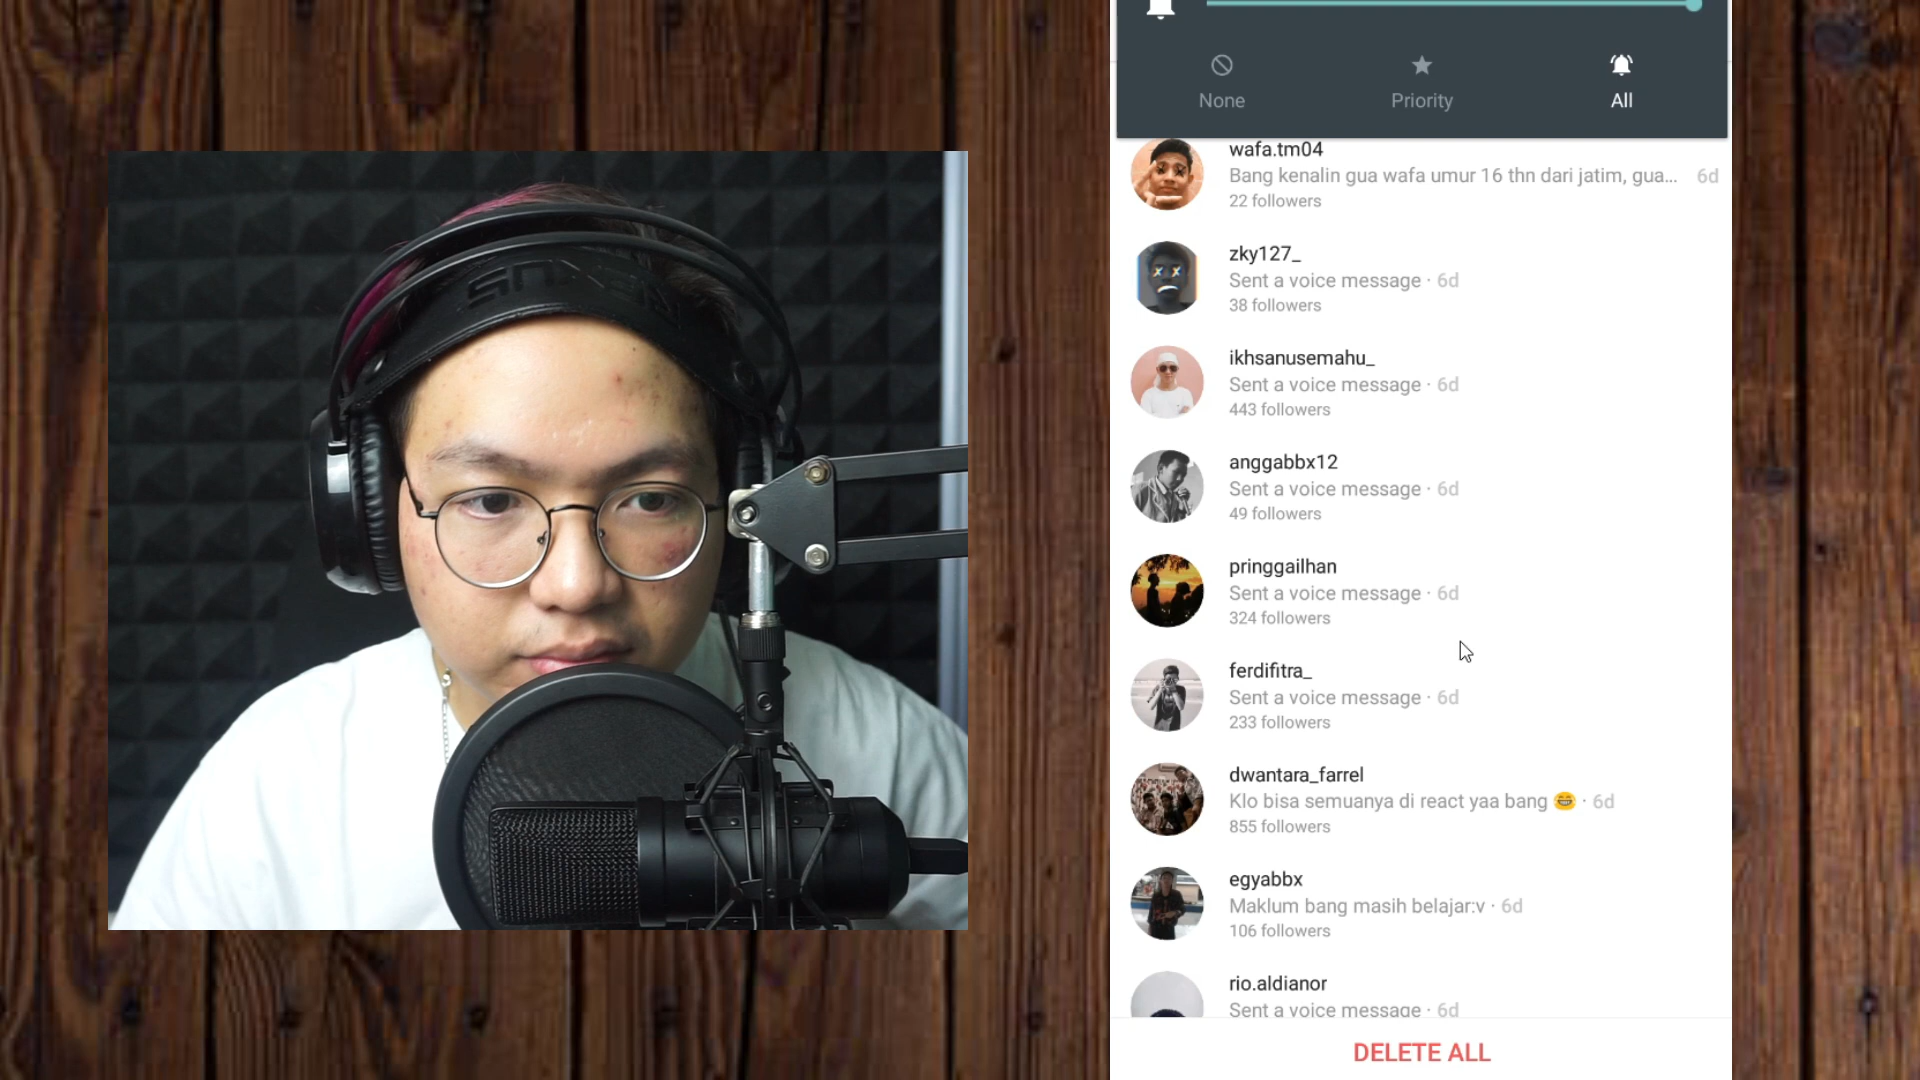 None
Priority
All
wafa.tm04
Bang kenalin gua wafa umur 16 thn dari jatim, gua... 6d
22 followers
zky127_
Sent a voice message · 6d
38 followers
ikhsanusemahu_
Sent a voice message · 6d
443 followers
anggabbx12
Sent a voice message · 6d
49 followers
pringgailhan
Sent a voice message · 6d
324 followers
ferdifitra_
Sent a voice message · 6d
233 followers
dwantara_farrel
Klo bisa semuanya di react yaa bang 😂 · 6d
855 followers
egyabbx
Maklum bang masih belajar:v · 6d
106 followers
rio.aldianor
Sent a voice message · 6d
DELETE ALL